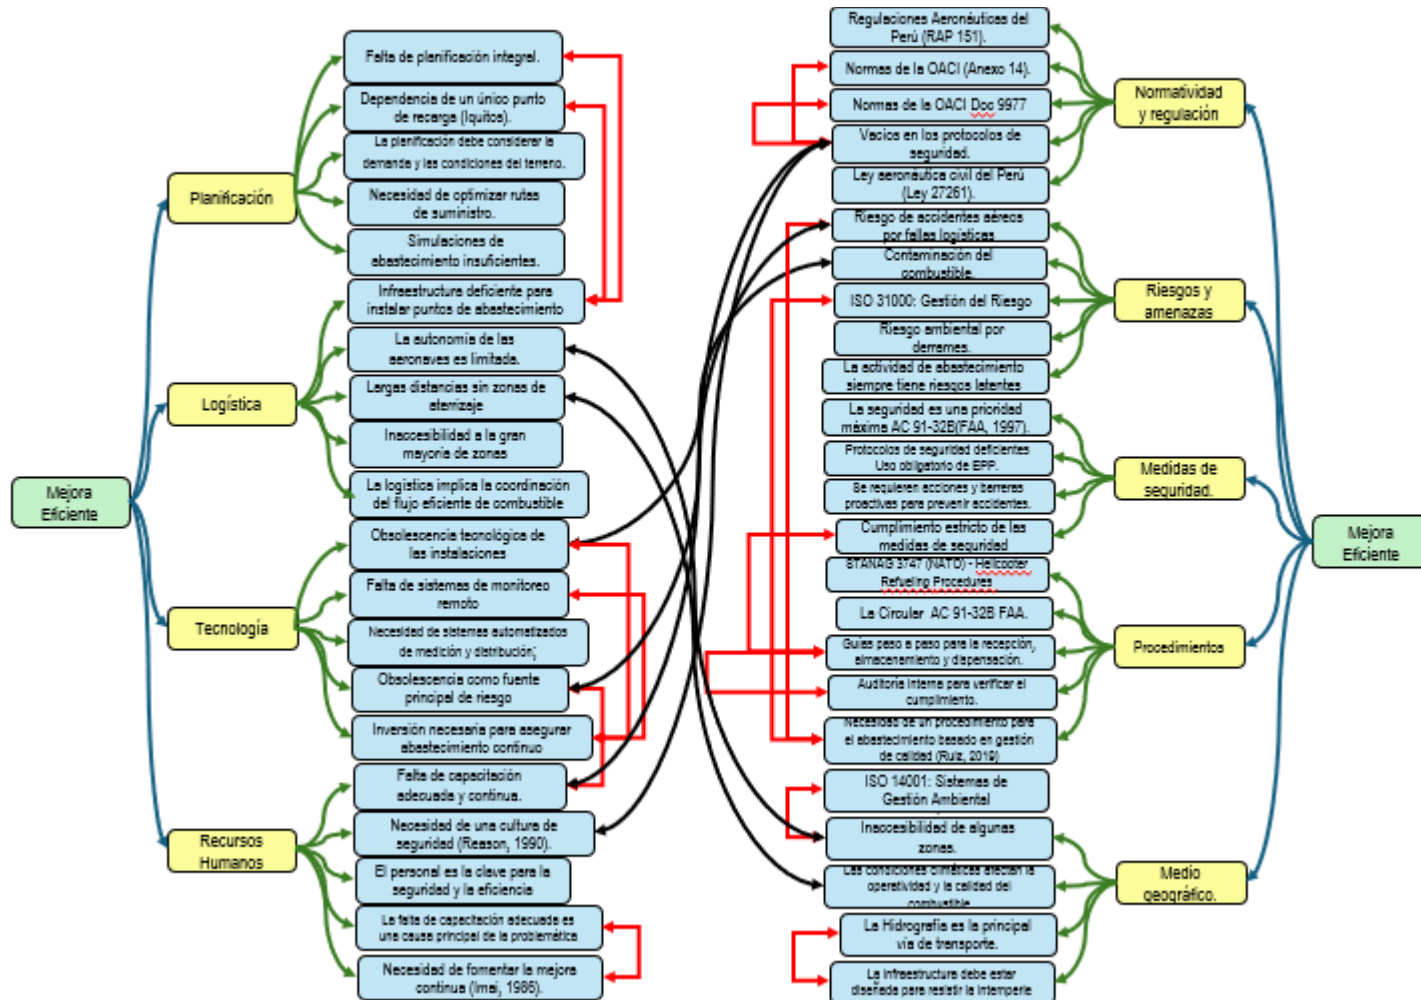 Mejora
Eficiente
Planificación
Falta de planificación integral.
Dependencia de un único punto
de recarga (Iquitos).
La planificación debe considerar la
demanda y las condiciones del terreno.
Necesidad de optimizar rutas
de suministro.
Simulaciones de
abastecimiento insuficientes.
Logística
Infraestructura deficiente para
instalar puntos de abastecimiento
La autonomía de las
aeronaves es limitada.
Largas distancias sin zonas de
aterrizaje
Inaccesibilidad a la gran
mayoría de zonas
La logística implica la coordinación
del flujo eficiente de combustible
Tecnología
Obsolescencia tecnológica de
las instalaciones
Falta de sistemas de monitoreo
remoto
Necesidad de sistemas automatizados
de medición y distribución;
Obsolescencia como fuente
principal de riesgo
Inversión necesaria para asegurar
abastecimiento continuo
Recursos
Humanos
Falta de capacitación
adecuada y continua.
Necesidad de una cultura de
seguridad (Reason, 1990).
El personal es la clave para la
seguridad y la eficiencia
La falta de capacitación adecuada es
una causa principal de la problemática
Necesidad de fomentar la mejora
continua (Imai, 1986).
Regulaciones Aeronáuticas del
Perú (RAP 151).
Normas de la OACI (Anexo 14).
Normas de la OACI Doc 9977
Vacíos en los protocolos de
seguridad.
Ley aeronáutica civil del Perú
(Ley 27261).
Normatividad
y regulación
Riesgo de accidentes aéreos
por fallas logísticas
Contaminación del
combustible.
ISO 31000: Gestión del Riesgo
Riesgo ambiental por
derrames.
La actividad de abastecimiento
siempre tiene riesgos latentes
Riesgos y
amenazas
La seguridad es una prioridad
máxima AC 91-32B(FAA, 1997).
Protocolos de seguridad deficientes
Uso obligatorio de EPP.
Se requieren acciones y barreras
proactivas para prevenir accidentes.
Cumplimiento estricto de las
medidas de seguridad
Medidas de
seguridad.
STANAG 3747 (NATO) - Helicopter
Refueling Procedures
La Circular AC 91-32B FAA.
Guías paso a paso para la recepción,
almacenamiento y dispensación.
Auditoría interna para verificar el
cumplimiento.
Necesidad de un procedimiento para
el abastecimiento basado en gestión
de calidad (Ruiz, 2019)
Procedimientos
ISO 14001: Sistemas de
Gestión Ambiental
Inaccesibilidad de algunas
zonas.
Las condiciones climáticas afectan la
operatividad y la calidad del
combustible
La Hidrografía es la principal
vía de transporte.
La infraestructura debe estar
diseñada para resistir la intemperie
Medio
geográfico.
Mejora
Eficiente